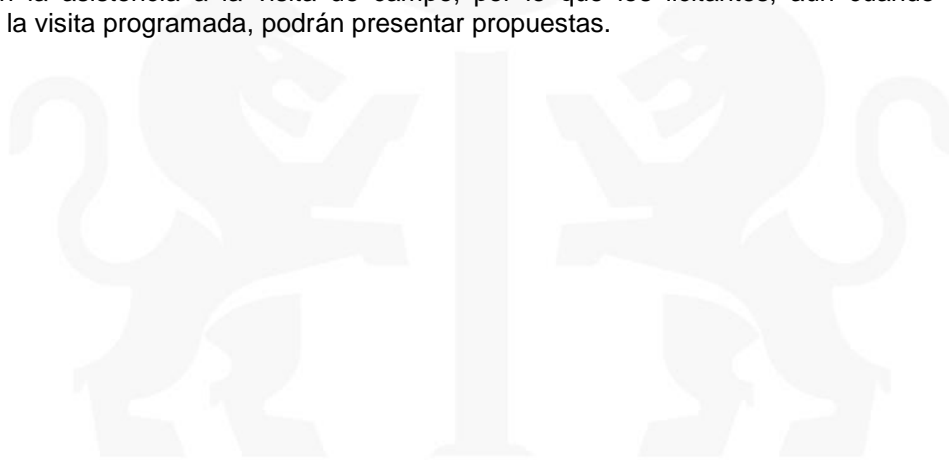 la asistencia a la visita de campo, por lo que los licitantes, aún cuando
la visita programada, podrán presentar propuestas.